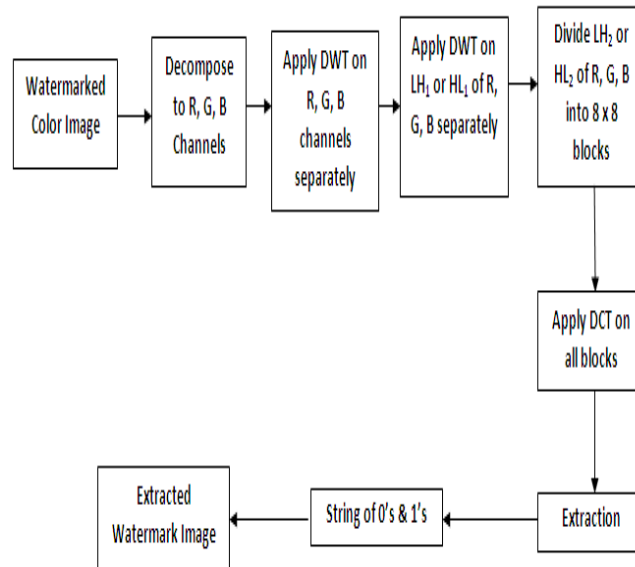 Watermarked
Color Image
Decompose
to R, G, B
Channels
Apply DWT on
R, G, B
channels
separately
Apply DWT on
LH₁ or HL₁ of R,
G, B separately
Divide LH₂ or
HL₂ of R, G, B
into 8 x 8
blocks
Apply DCT on
all blocks
Extraction
String of 0's & 1's
Extracted
Watermark Image